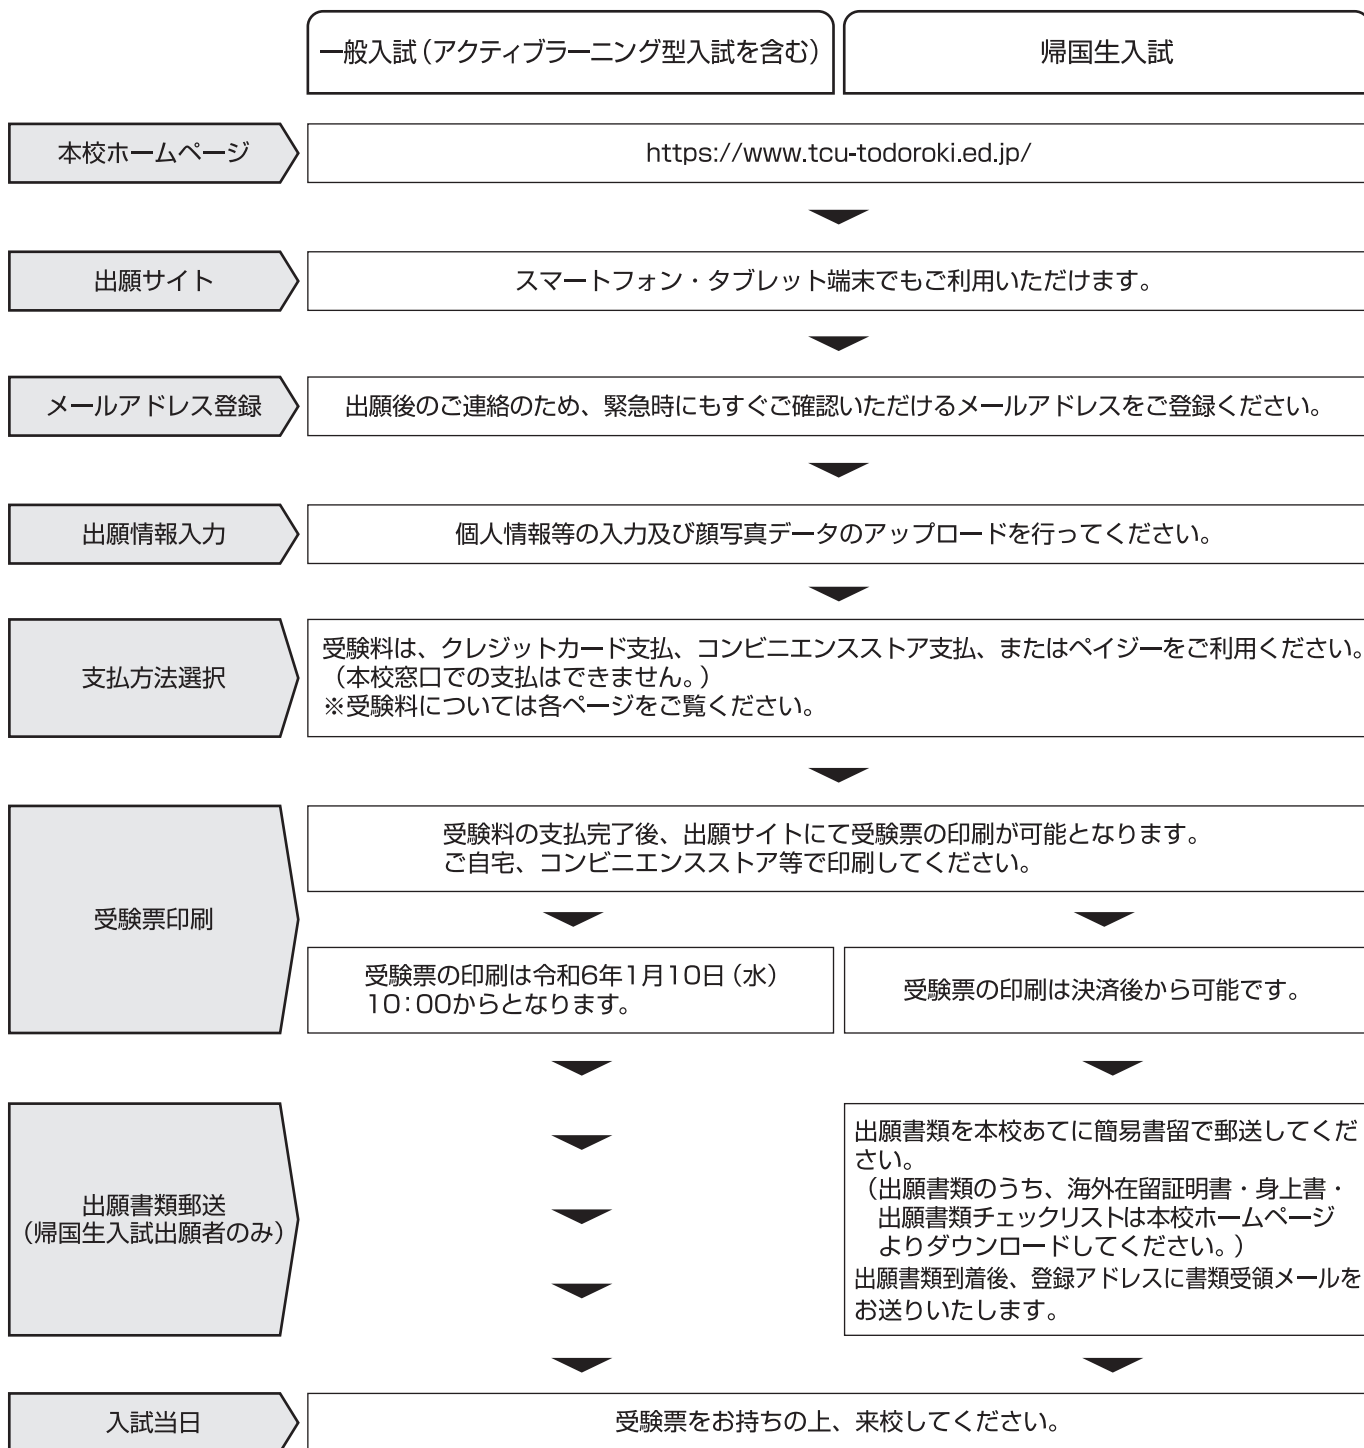 一般入試（アクティブラーニング型入試を含む）
帰国生入試
本校ホームページ
https://www.tcu-todoroki.ed.jp/
出願サイト
スマートフォン・タブレット端末でもご利用いただけます。
メールアドレス登録
出願後のご連絡のため、緊急時にもすぐご確認いただけるメールアドレスをご登録ください。
出願情報入力
個人情報等の入力及び顔写真データのアップロードを行ってください。
支払方法選択
受験料は、クレジットカード支払、コンビニエンスストア支払、またはペイジーをご利用ください。
（本校窓口での支払はできません。）
※受験料については各ページをご覧ください。
受験票印刷
受験料の支払完了後、出願サイトにて受験票の印刷が可能となります。
ご自宅、コンビニエンスストア等で印刷してください。
受験票の印刷は令和6年1月10日（水）
10：00からとなります。
受験票の印刷は決済後から可能です。
出願書類郵送
（帰国生入試出願者のみ）
出願書類を本校あてに簡易書留で郵送してくだ
さい。
（出願書類のうち、海外在留証明書・身上書・
出願書類チェックリストは本校ホームページ
よりダウンロードしてください。）
出願書類到着後、登録アドレスに書類受領メールを
お送りいたします。
入試当日
受験票をお持ちの上、来校してください。